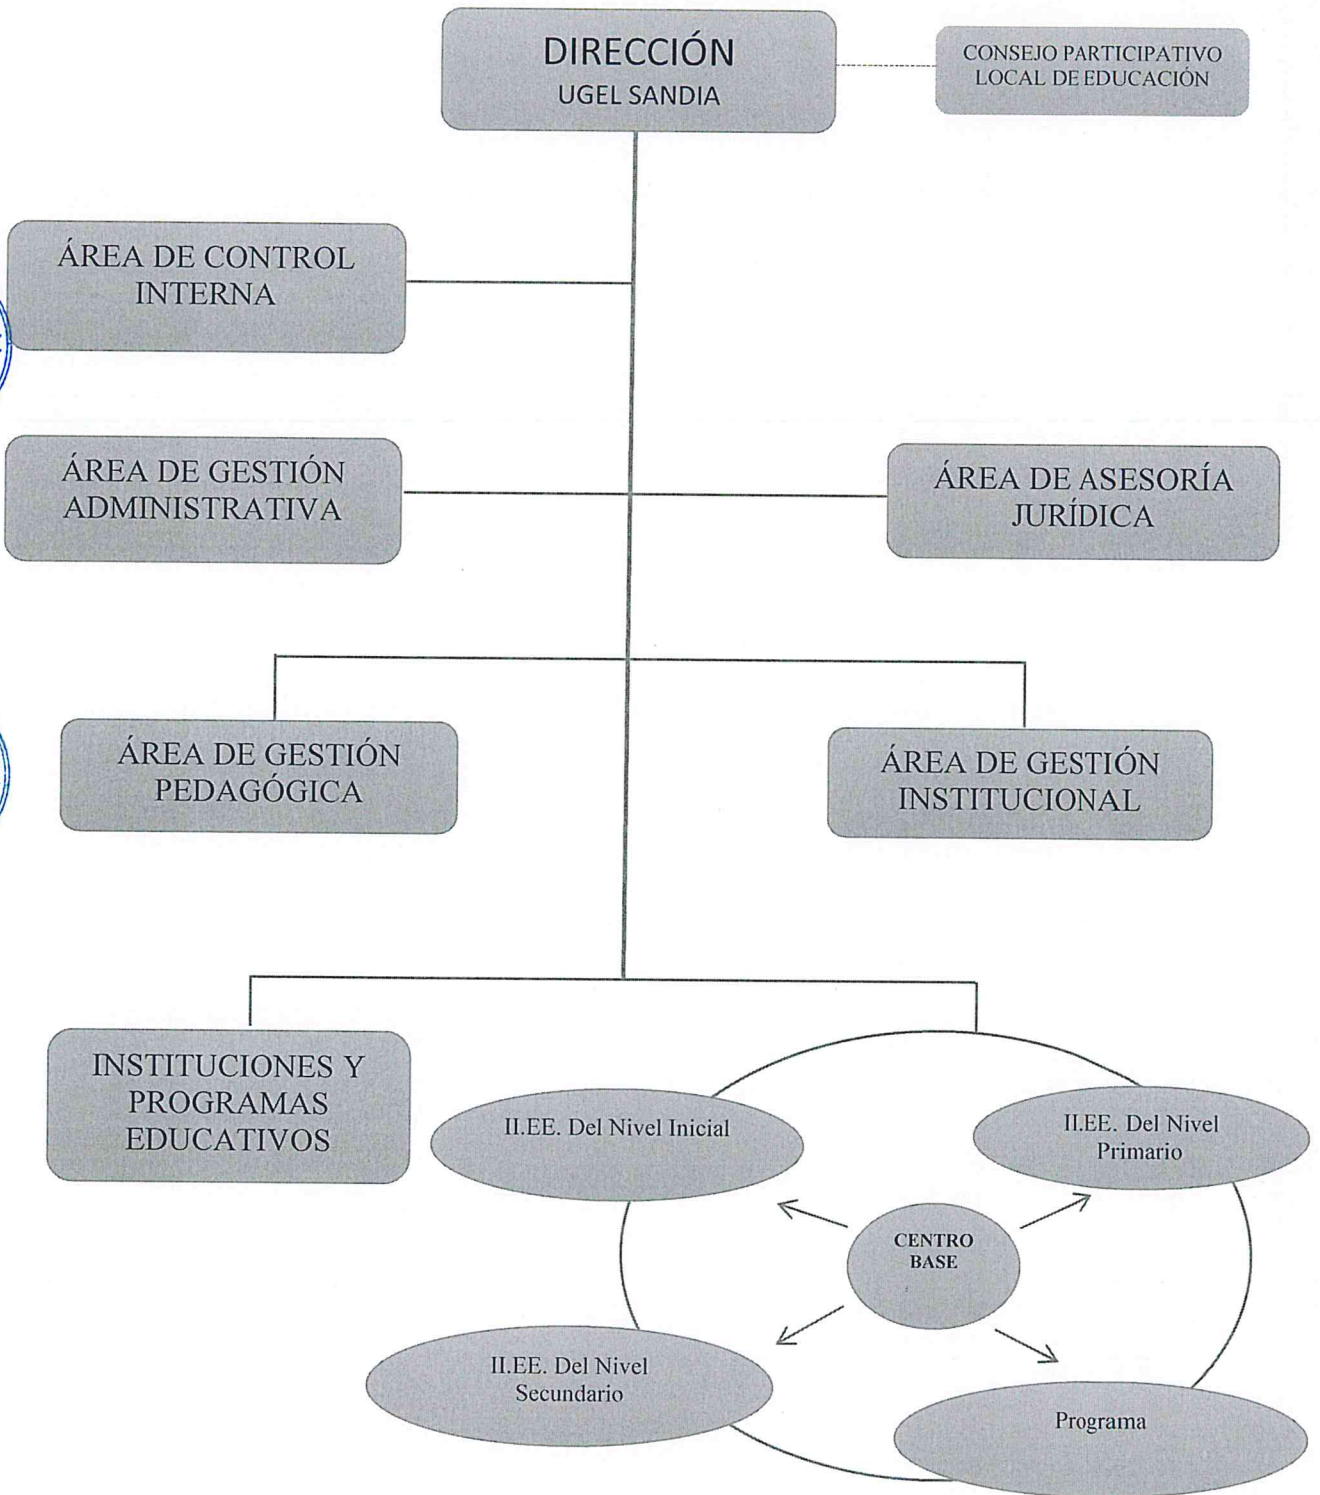 DIRECCIÓN
UGEL SANDIA
CONSEJO PARTICIPATIVO
LOCAL DE EDUCACIÓN
ÁREA DE CONTROL
INTERNA
ÁREA DE GESTIÓN
ADMINISTRATIVA
ÁREA DE ASESORÍA
JURÍDICA
ÁREA DE GESTIÓN
PEDAGÓGICA
ÁREA DE GESTIÓN
INSTITUCIONAL
INSTITUCIONES Y
PROGRAMAS
EDUCATIVOS
II.EE. Del Nivel Inicial
II.EE. Del Nivel
Primario
CENTRO
BASE
II.EE. Del Nivel
Secundario
Programa